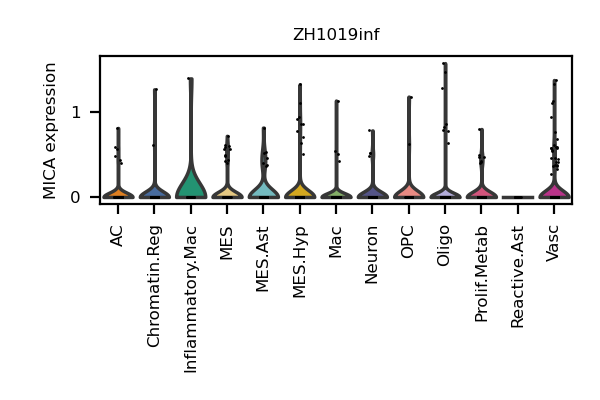 ZH1019inf
MICA expression
1
0
AC
Chromatin.Reg
Inflammatory.Mac
MES
MES.Ast
MES.Hyp
Mac
Neuron
OPC
Oligo
Prolif.Metab
Reactive.Ast
Vasc